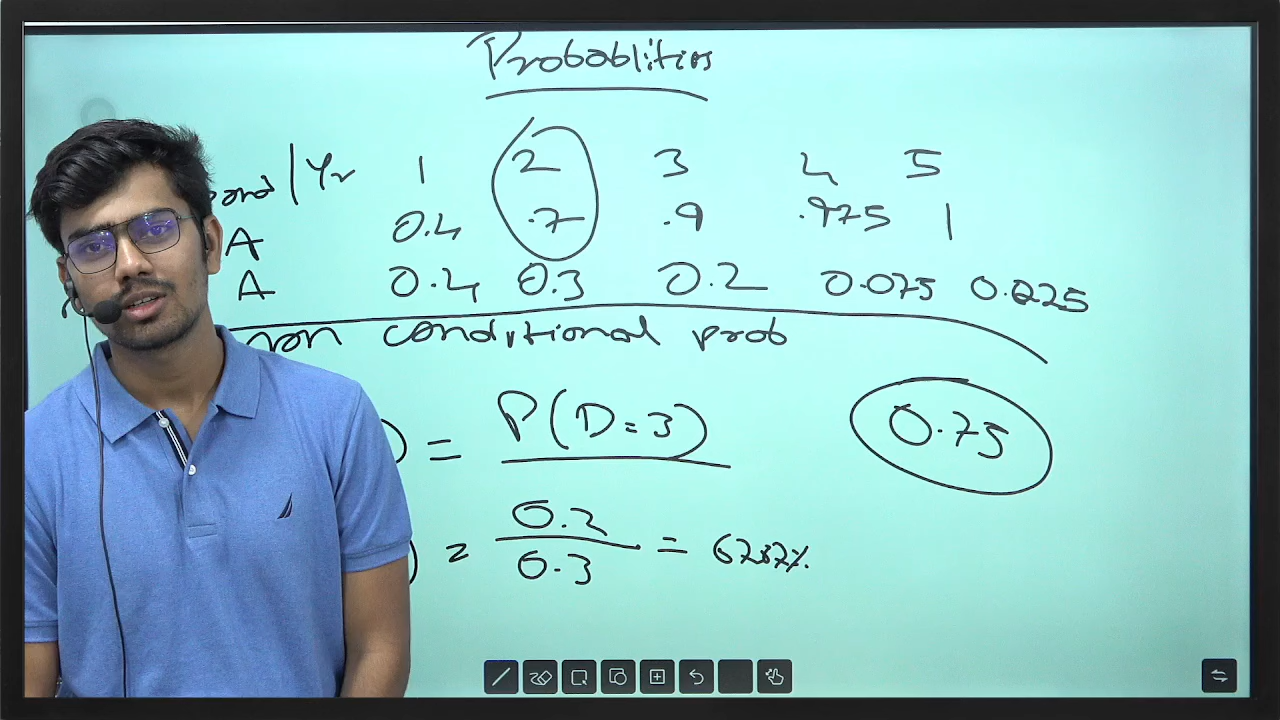 Probablities
/Yr 1 2 3 4 5
A 0.4 .7 .9 .975 1
A 0.4 0.3 0.2 0.075 0.025
non conditional prob
) = P(D=3)
0.75
) = 0.2
0.3 =